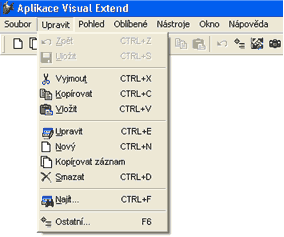 Aplikace Visual Extend
Soubor Upravit Pohled Oblíbené Nástroje Okno Nápověda
Zpět CTRL+Z
Uložit CTRL+S
Vyjmout CTRL+X
Kopírovat CTRL+C
Vložit CTRL+V
Upravit CTRL+E
Nový CTRL+N
Kopírovat záznam
Smazat CTRL+D
Najít... CTRL+F
Ostatní... F6